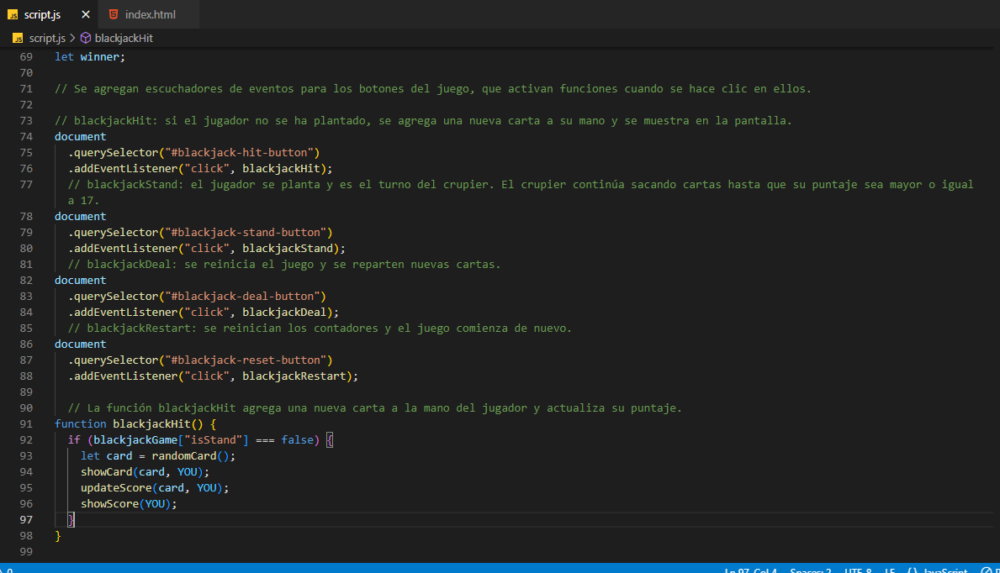 JS script.js × index.html
JS script.js > blackjackHit
69 let winner;
70
71 // Se agregan escuchadores de eventos para los botones del juego, que activan funciones cuando se hace clic en ellos.
72
73 // blackjackHit: si el jugador no se ha plantado, se agrega una nueva carta a su mano y se muestra en la pantalla.
74 document
75 .querySelector("#blackjack-hit-button")
76 .addEventListener("click", blackjackHit);
77 // blackjackStand: el jugador se planta y es el turno del crupier. El crupier continúa sacando cartas hasta que su puntaje sea mayor o igual
a 17.
78 document
79 .querySelector("#blackjack-stand-button")
80 .addEventListener("click", blackjackStand);
81 // blackjackDeal: se reinicia el juego y se reparten nuevas cartas.
82 document
83 .querySelector("#blackjack-deal-button")
84 .addEventListener("click", blackjackDeal);
85 // blackjackRestart: se reinician los contadores y el juego comienza de nuevo.
86 document
87 .querySelector("#blackjack-reset-button")
88 .addEventListener("click", blackjackRestart);
89
90 // La función blackjackHit agrega una nueva carta a la mano del jugador y actualiza su puntaje.
91 function blackjackHit() {
92 if (blackjackGame["isStand"] === false) {
93 let card = randomCard();
94 showCard(card, YOU);
95 updateScore(card, YOU);
96 showScore(YOU);
97 }
98 }
99
0 Ln 97, Col 4 Spaces: 2 UTF-8 LF {} JavaScript